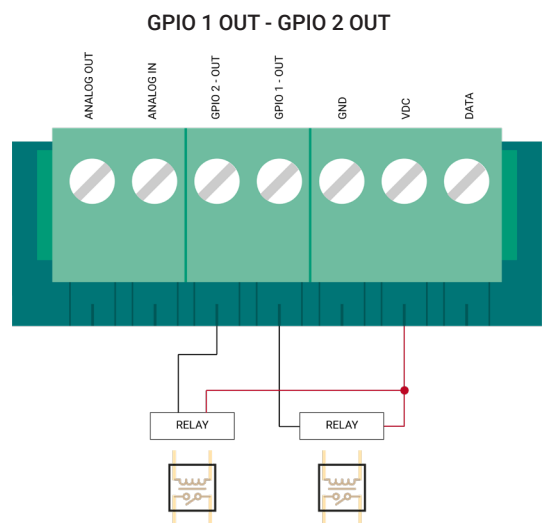 GPIO 1 OUT - GPIO 2 OUT
ANALOG OUT
ANALOG IN
GPIO 2 - OUT
GPIO 1 - OUT
GND
VDC
DATA
RELAY
RELAY